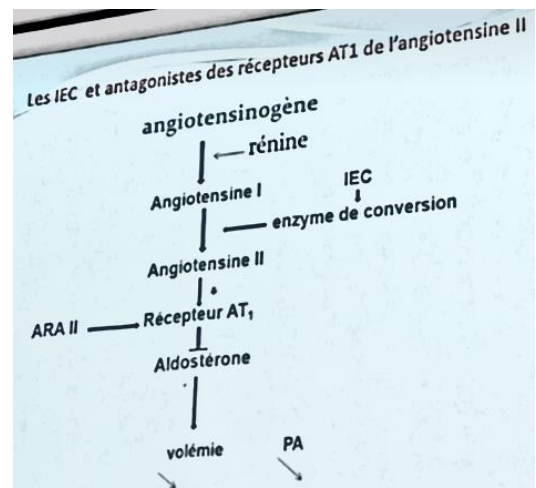 Les IEC et antagonistes des récepteurs AT1 de l'angiotensine II
angiotensinogène
rénine
Angiotensine I
IEC
enzyme de conversion
Angiotensine II
ARA II
Récepteur AT₁
Aldostérone
volémie
PA